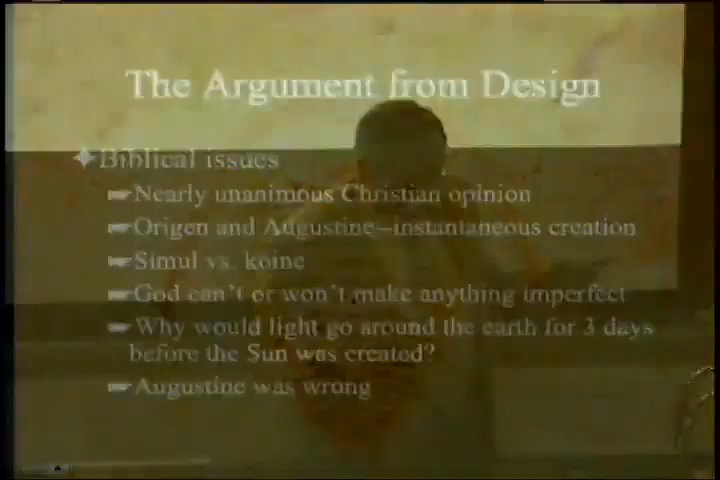 The Argument from Design
Biblical issues
Nearly unanimous Christian opinion
Origen and Augustine–instantaneous creation
Simul vs. koine
God can't or won't make anything imperfect
Why would light go around the earth for 3 days
before the Sun was created?
Augustine was wrong